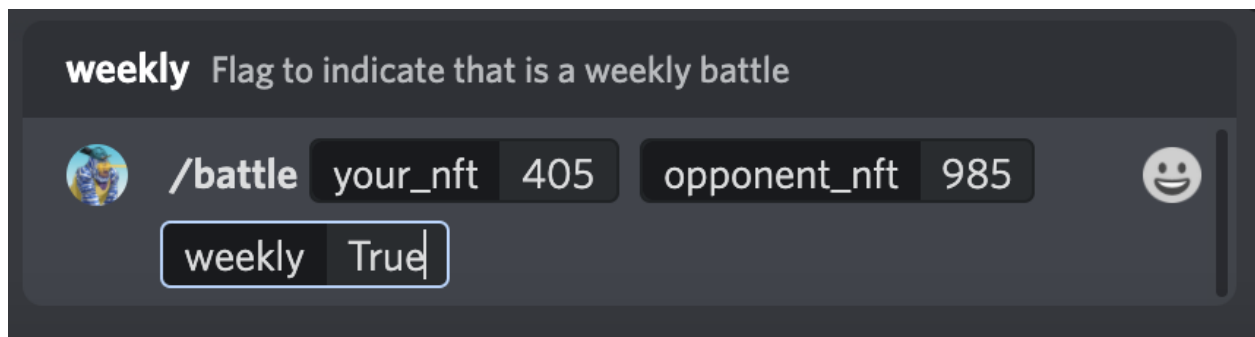 weekly Flag to indicate that is a weekly battle
/battle your_nft 405 opponent_nft 985
weekly True